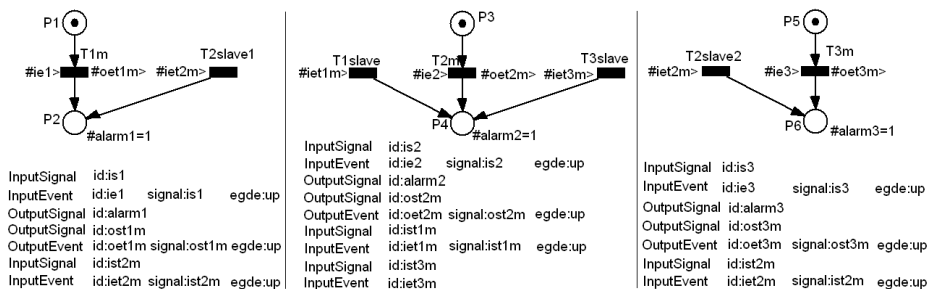 P1
T1m
T2slave1
#ie1> #oet1m> #iet2m>
P2
#alarm1=1
InputSignal id:is1
InputEvent id:ie1 signal:is1 egde:up
OutputSignal id:alarm1
OutputSignal id:ost1m
OutputEvent id:oet1m signal:ost1m egde:up
InputSignal id:ist2m
InputEvent id:iet2m signal:ist2m egde:up
P3
T1slave T2m T3slave
#iet1m> #ie2> #oet2m> #iet3m>
P4
#alarm2=1
InputSignal id:is2
InputEvent id:ie2 signal:is2 egde:up
OutputSignal id:alarm2
OutputSignal id:ost2m
OutputEvent id:oet2m signal:ost2m egde:up
InputSignal id:ist1m
InputEvent id:iet1m signal:ist1m egde:up
InputSignal id:ist3m
InputEvent id:iet3m
P5
T2slave2 T3m
#iet2m> #ie3> #oet3m>
P6
#alarm3=1
InputSignal id:is3
InputEvent id:ie3 signal:is3 egde:up
OutputSignal id:alarm3
OutputSignal id:ost3m
OutputEvent id:oet3m signal:ost3m egde:up
InputSignal id:ist2m
InputEvent id:iet2m signal:ist2m egde:up